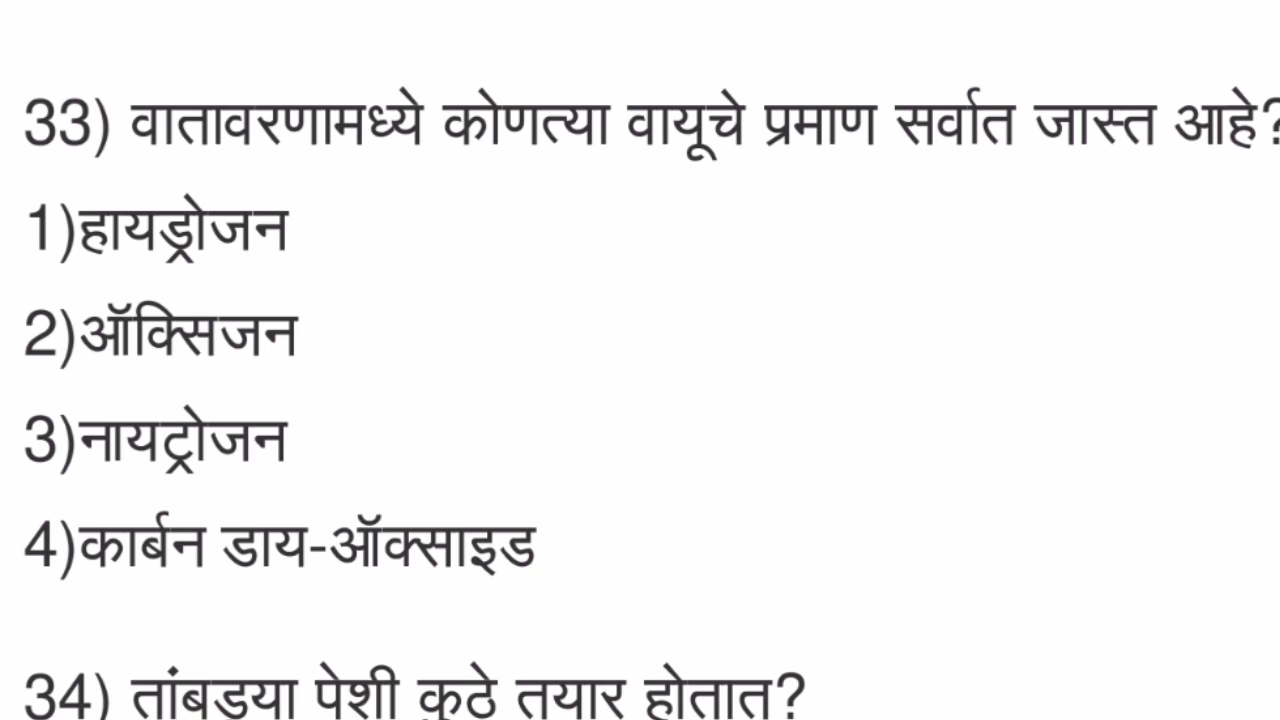 33) वातावरणामध्ये कोणत्या वायूचे प्रमाण सर्वात जास्त आहे?
1)हायड्रोजन
2)ऑक्सिजन
3)नायट्रोजन
4)कार्बन डाय-ऑक्साइड
34) तांबडया पेशी कुठे तयार होतात?